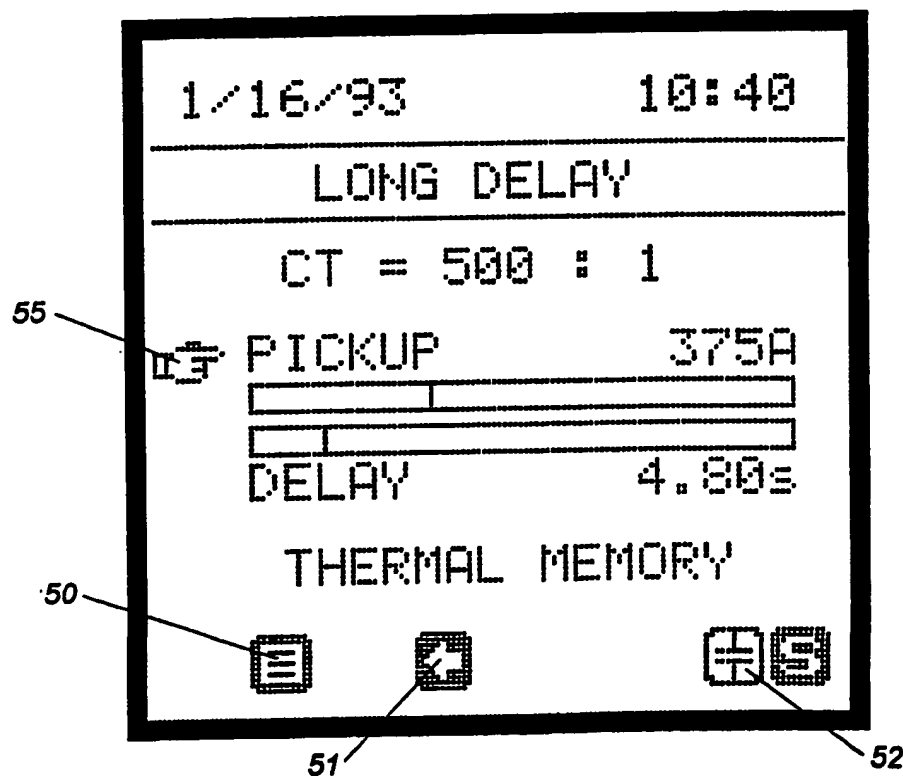 1/16/93 10:40
LONG DELAY
CT = 500 : 1
55
PICKUP 375A
DELAY 4.80s
THERMAL MEMORY
50
51
52